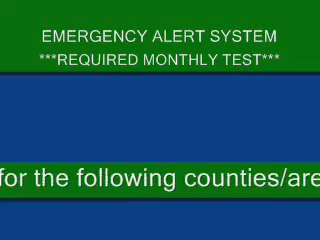 EMERGENCY ALERT SYSTEM
***REQUIRED MONTHLY TEST***
for the following counties/are